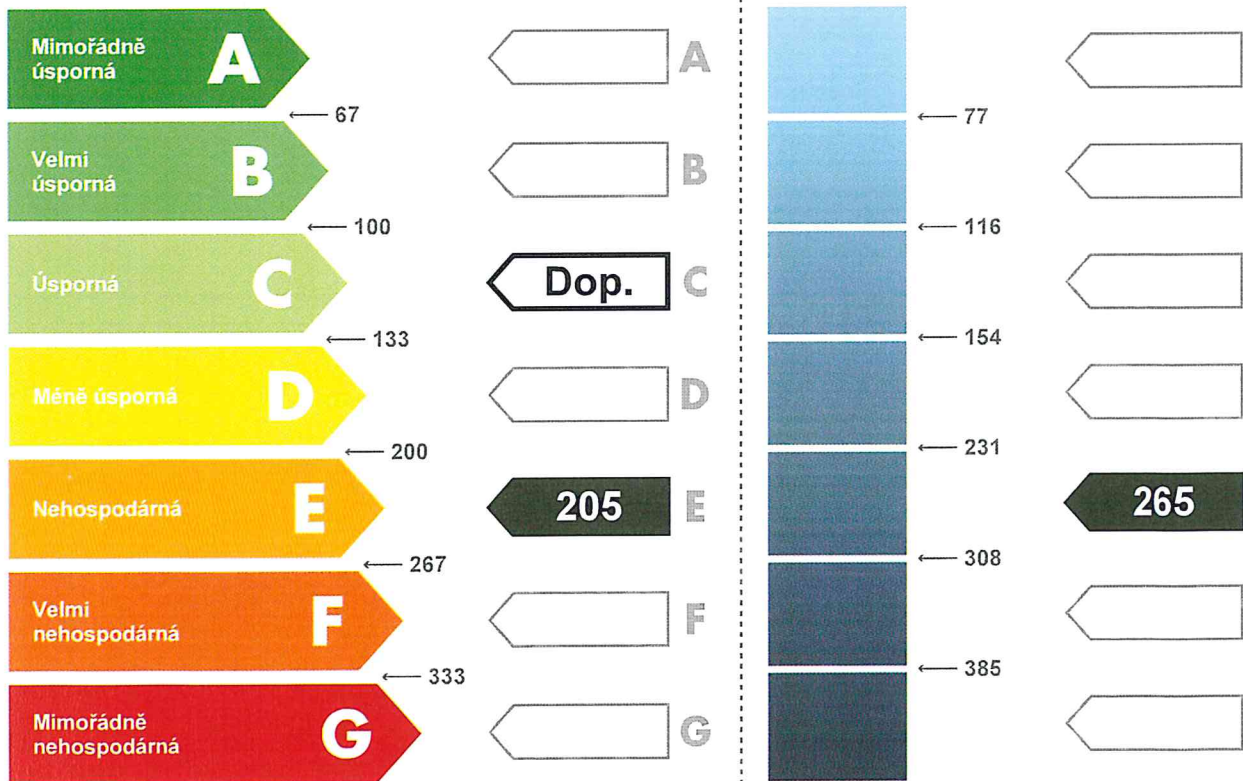 Mimořádně
úsporná
A
A
← 67
← 77
Velmi
úsporná
B
B
← 100
← 116
Úsporná
C
Dop.
C
← 133
← 154
Méně úsporná
D
D
← 200
← 231
Nehospodárná
E
205
E
265
← 267
← 308
Velmi
nehospodárná
F
F
← 333
← 385
Mimořádně
nehospodárná
G
G